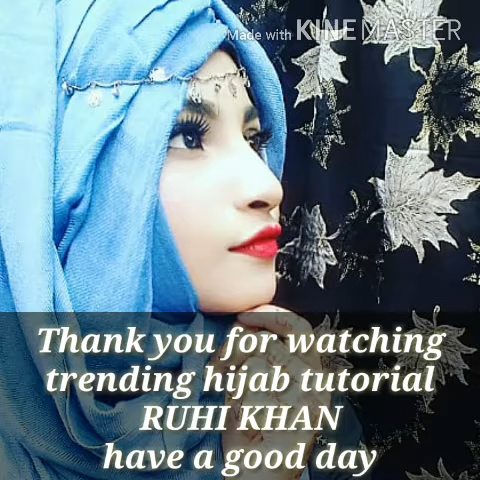 Made with KINEMASTER
Thank you for watching
trending hijab tutorial
RUHI KHAN
have a good day